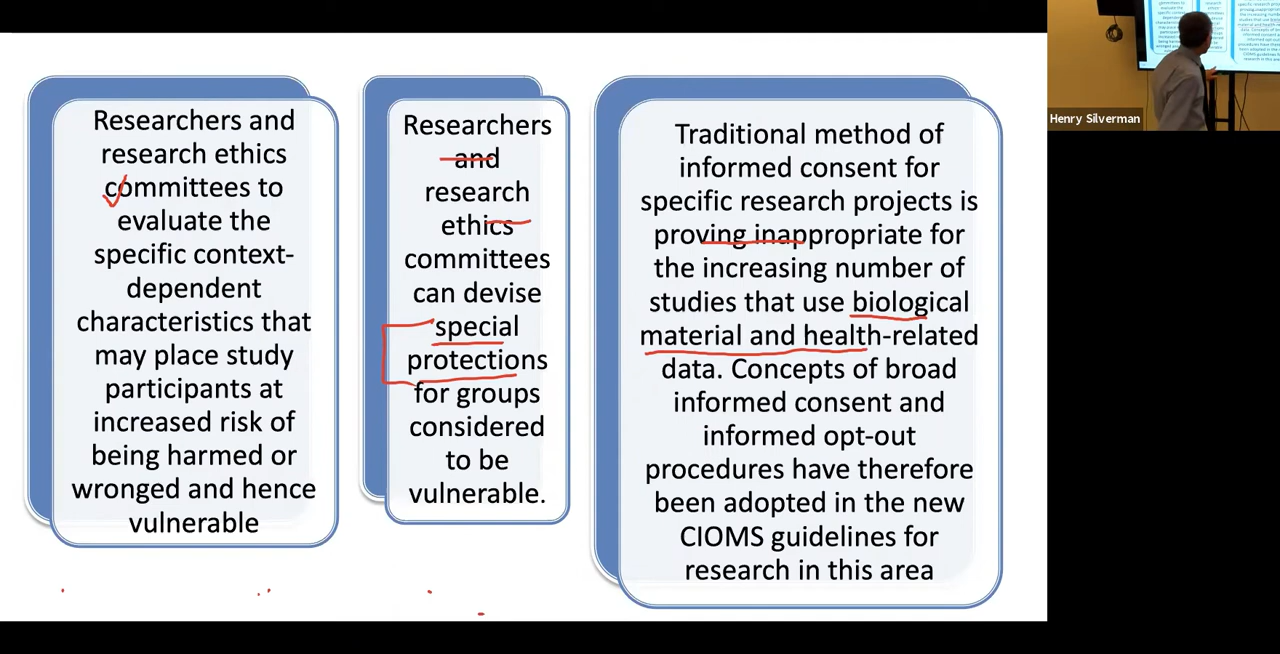 Researchers and
research ethics
committees to
evaluate the
specific context-
dependent
characteristics that
may place study
participants at
increased risk of
being harmed or
wronged and hence
vulnerable
Researchers
and
research
ethics
committees
can devise
special
protections
for groups
considered
to be
vulnerable.
Traditional method of
informed consent for
specific research projects is
proving inappropriate for
the increasing number of
studies that use biological
material and health-related
data. Concepts of broad
informed consent and
informed opt-out
procedures have therefore
been adopted in the new
CIOMS guidelines for
research in this area
Henry Silverman